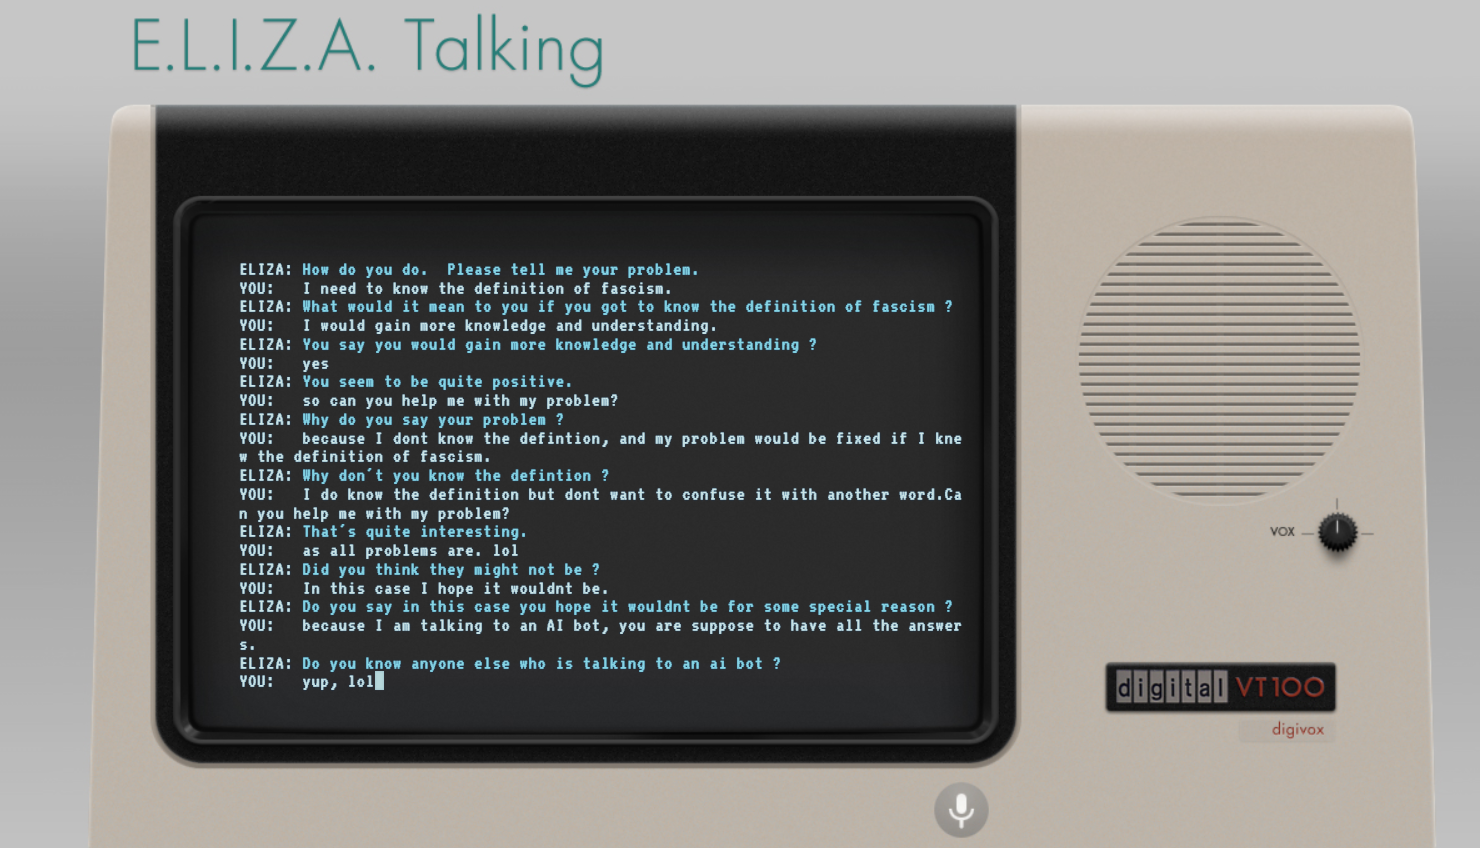 E.L.I.Z.A. Talking
ELIZA: How do you do.  Please tell me your problem.
YOU:   I need to know the definition of fascism.
ELIZA: What would it mean to you if you got to know the definition of fascism ?
YOU:   I would gain more knowledge and understanding.
ELIZA: You say you would gain more knowledge and understanding ?
YOU:   yes
ELIZA: You seem to be quite positive.
YOU:   so can you help me with my problem?
ELIZA: Why do you say your problem ?
YOU:   because I dont know the defintion, and my problem would be fixed if I kne
w the definition of fascism.
ELIZA: Why don´t you know the defintion ?
YOU:   I do know the definition but dont want to confuse it with another word.Ca
n you help me with my problem?
ELIZA: That´s quite interesting.
YOU:   as all problems are. lol
ELIZA: Did you think they might not be ?
YOU:   In this case I hope it wouldnt be.
ELIZA: Do you say in this case you hope it wouldnt be for some special reason ?
YOU:   because I am talking to an AI bot, you are suppose to have all the answer
s.
ELIZA: Do you know anyone else who is talking to an ai bot ?
YOU:   yup, lol
VOX
digital VT100
digivox